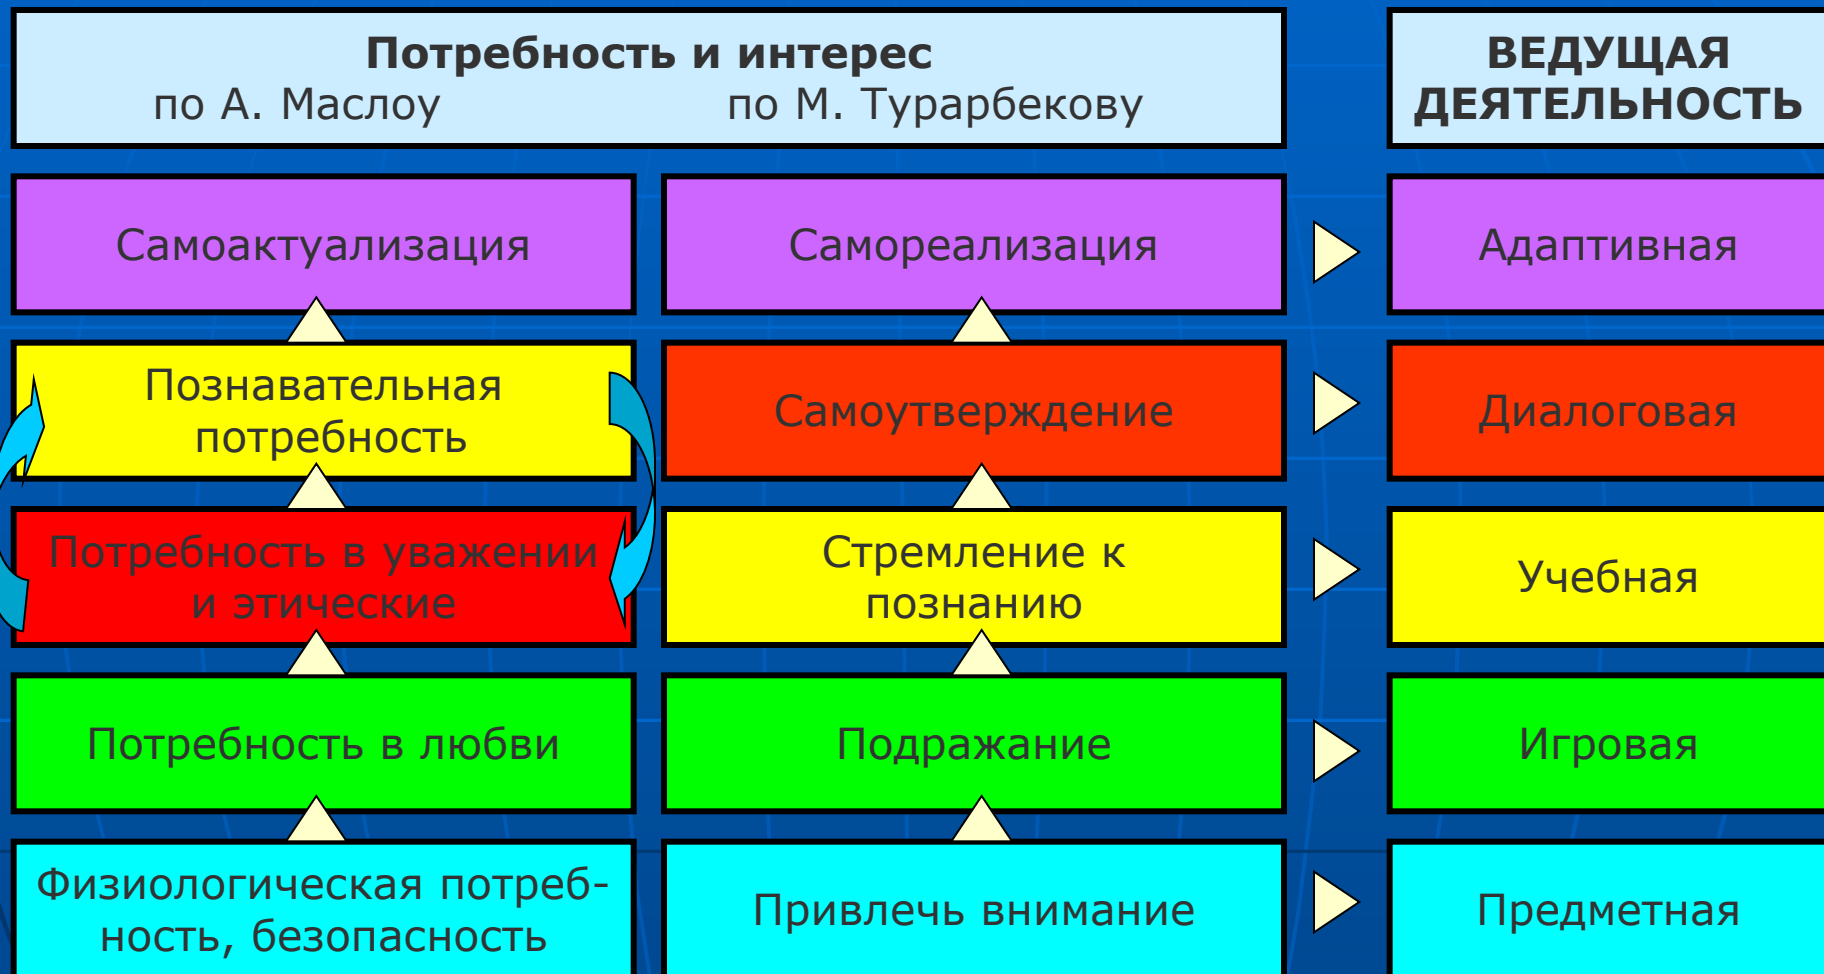 Потребность и интерес
по А. Маслоу по М. Турарбекову
ВЕДУЩАЯ
ДЕЯТЕЛЬНОСТЬ
Самоактуализация
Самореализация
Адаптивная
Познавательная
потребность
Самоутверждение
Диалоговая
Потребность в уважении
и этические
Стремление к
познанию
Учебная
Потребность в любви
Подражание
Игровая
Физиологическая потреб-
ность, безопасность
Привлечь внимание
Предметная